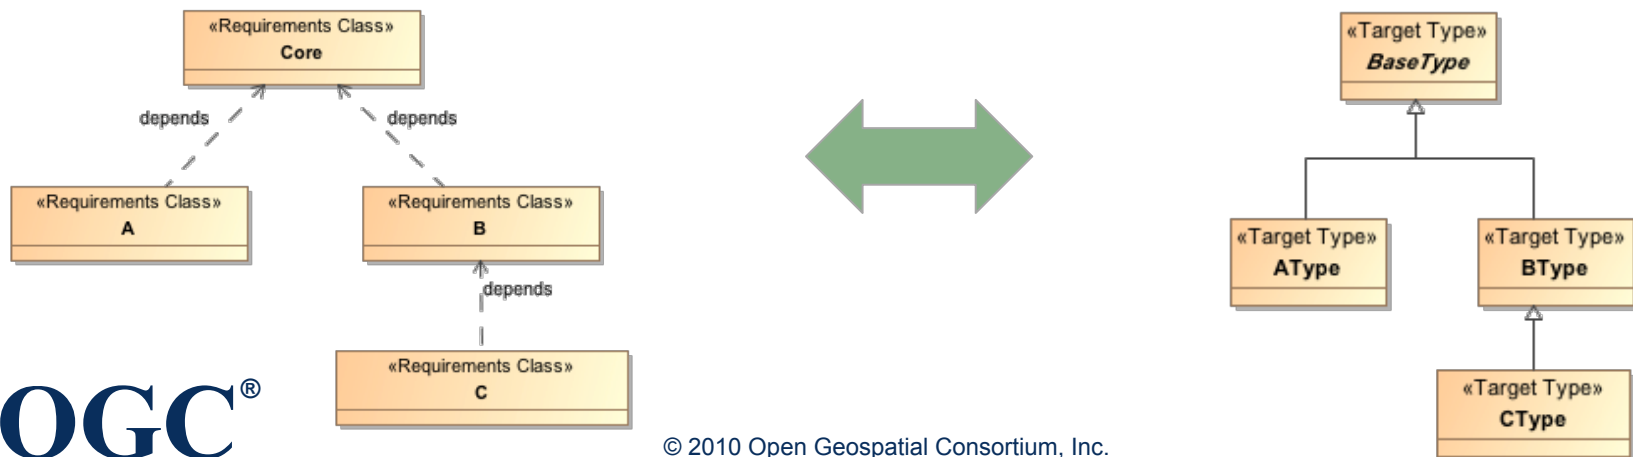 «Requirements Class»
Core
depends
depends
«Requirements Class»
A
«Requirements Class»
B
depends
«Requirements Class»
C
«Target Type»
BaseType
«Target Type»
AType
«Target Type»
BType
«Target Type»
CType
OGC®
© 2010 Open Geospatial Consortium, Inc.